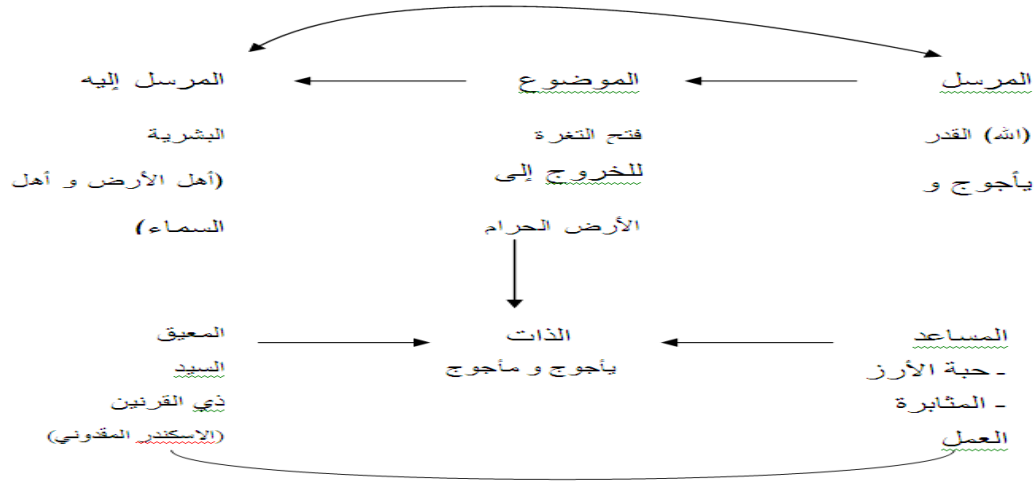 المرسل
الموضوع
المرسل إليه
(الله) القدر
فتح التغرة
البشرية
يأجوج و
للخروج إلى
(أهل الأرض و أهل
الأرض الحرام
السماء)
المساعد
الذات
المعيق
- حبة الأرز
يأجوج و مأجوج
السيد
- المثابرة
ذي القرنين
العمل
(الاسكندر المقدوني)